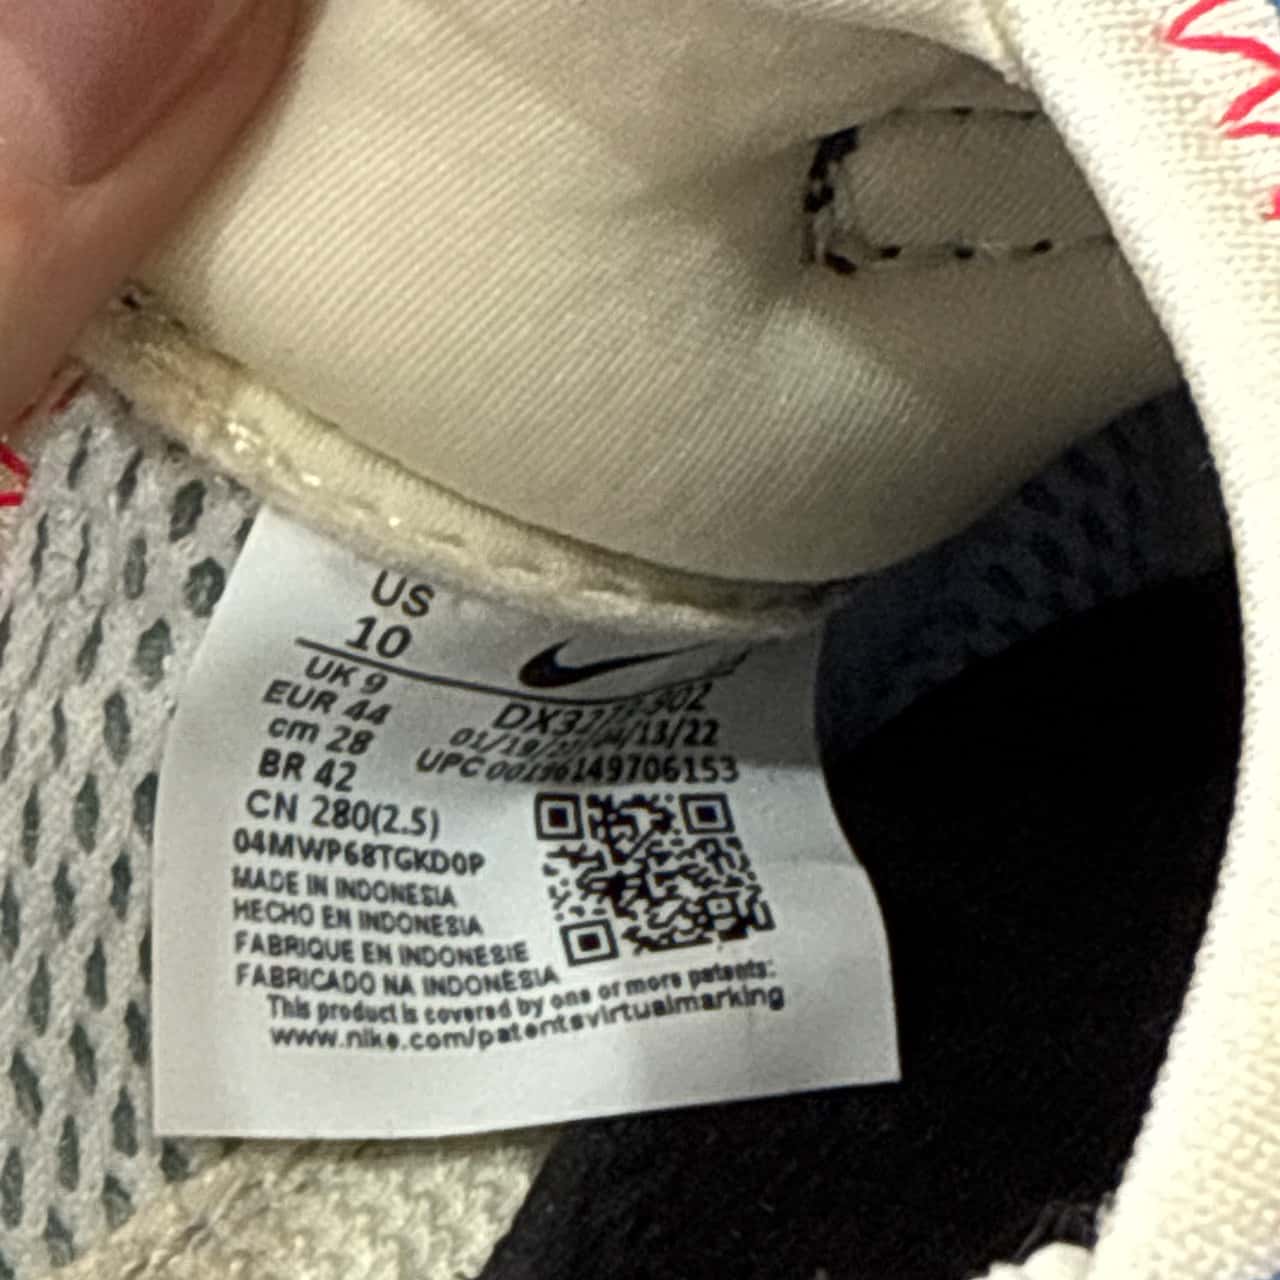 US
10
UK 9
EUR 44
cm 28
BR 42
CN 280(2.5)
04MWP68TGKD0P
MADE IN INDONESIA
HECHO EN INDONESIA
FABRIQUE EN INDONESIE
FABRICADO NA INDONÉSIA
UPC 00196149706153
This product is covered by one or more patents:
www.nike.com/patentsvirtualmarking